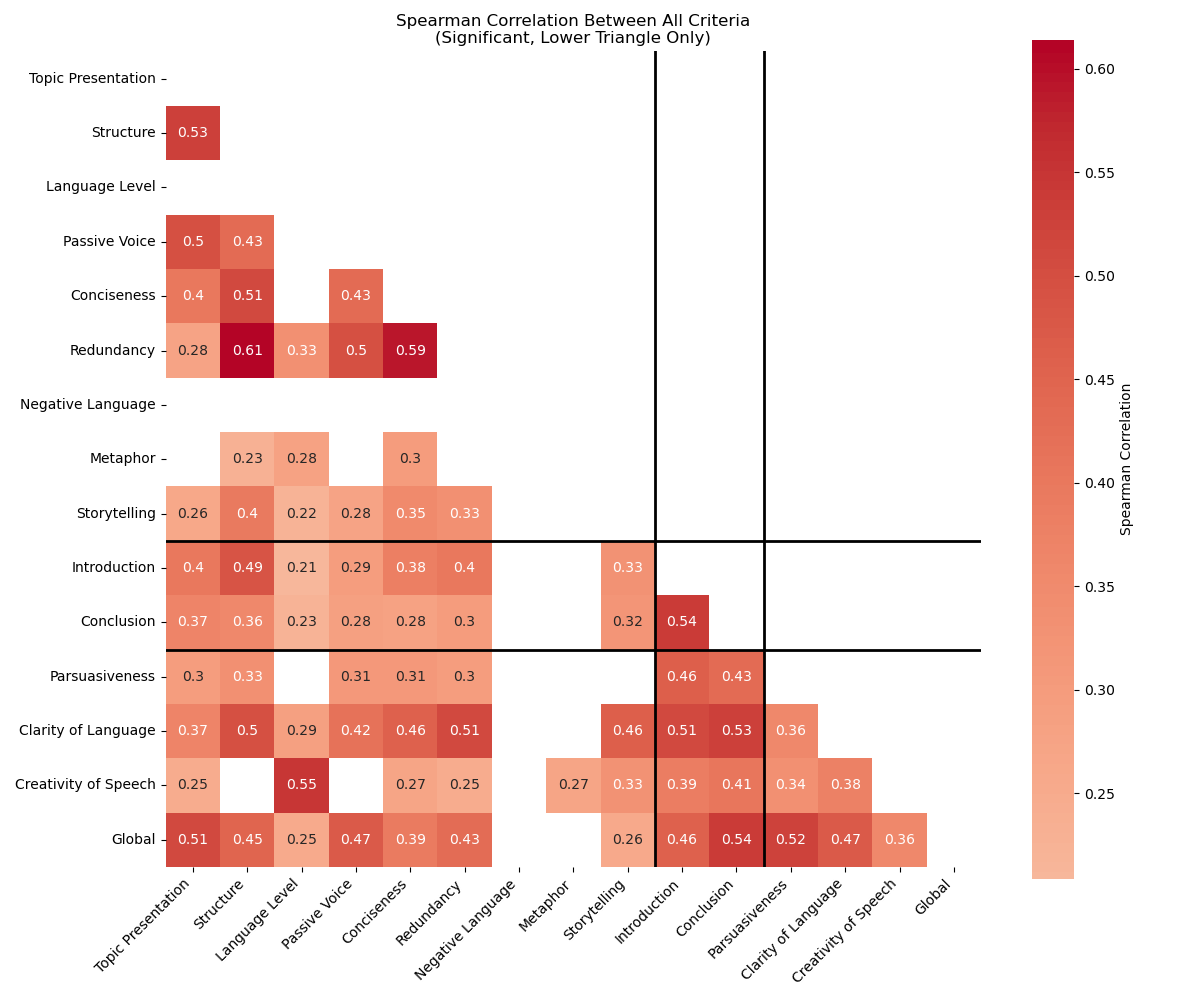 Spearman Correlation Between All Criteria
(Significant, Lower Triangle Only)
Topic Presentation
Structure 0.53
Language Level
Passive Voice 0.5 0.43
Conciseness 0.4 0.51 0.43
Redundancy 0.28 0.61 0.33 0.5 0.59
Negative Language
Metaphor 0.23 0.28 0.3
Storytelling 0.26 0.4 0.22 0.28 0.35 0.33
Introduction 0.4 0.49 0.21 0.29 0.38 0.4 0.33
Conclusion 0.37 0.36 0.23 0.28 0.28 0.3 0.32 0.54
Parsuasiveness 0.3 0.33 0.31 0.31 0.3 0.46 0.43
Clarity of Language 0.37 0.5 0.29 0.42 0.46 0.51 0.46 0.51 0.53 0.36
Creativity of Speech 0.25 0.55 0.27 0.25 0.27 0.33 0.39 0.41 0.34 0.38
Global 0.51 0.45 0.25 0.47 0.39 0.43 0.26 0.46 0.54 0.52 0.47 0.36
Topic Presentation
Structure
Language Level
Passive Voice
Conciseness
Redundancy
Negative Language
Metaphor
Storytelling
Introduction
Conclusion
Parsuasiveness
Clarity of Language
Creativity of Speech
Global
0.60
0.55
0.50
0.45
0.40
0.35
0.30
0.25
Spearman Correlation